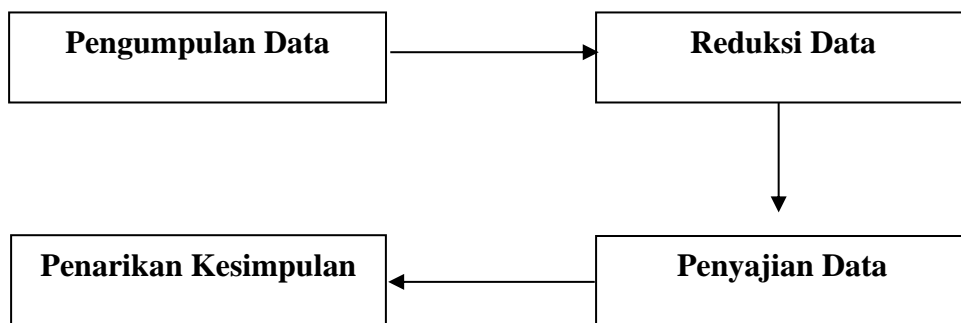 Pengumpulan Data
Reduksi Data
Penarikan Kesimpulan
Penyajian Data